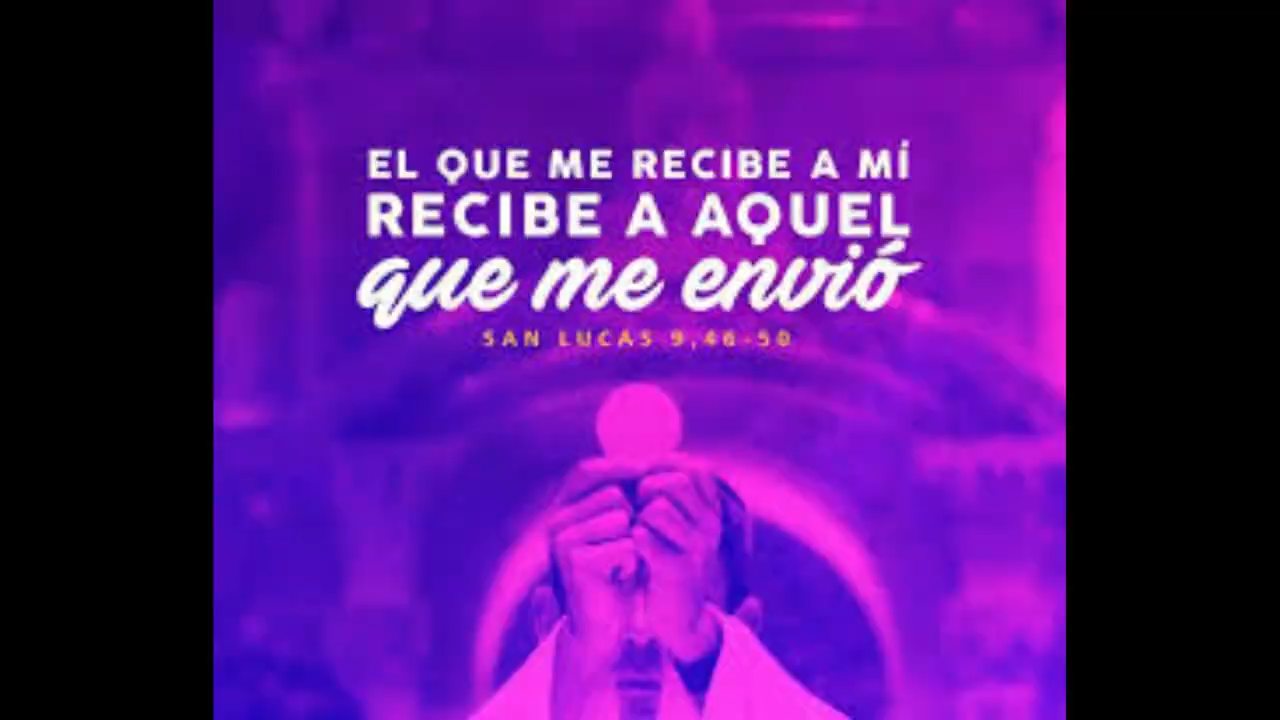 EL QUE ME RECIBE A MÍ
RECIBE A AQUEL
que me envió
SAN LUCAS 9,46-50